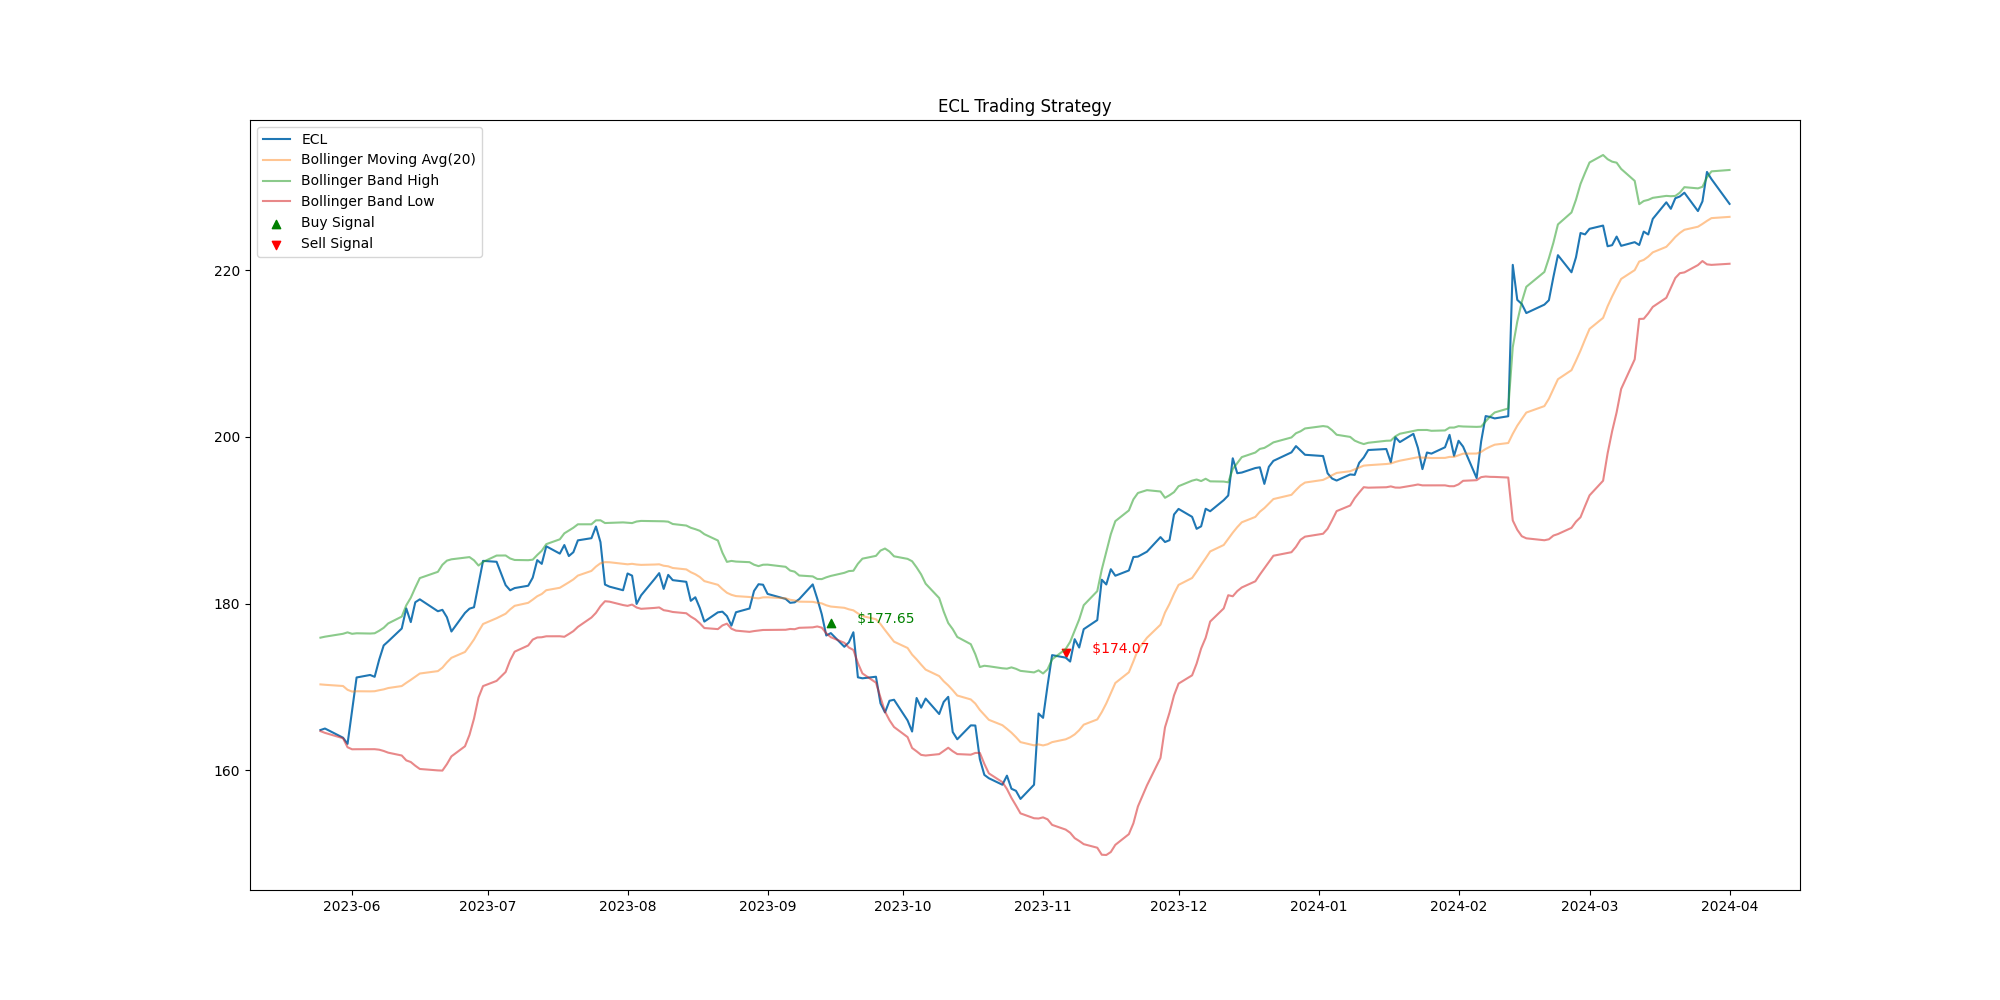 ECL Trading Strategy
ECL
Bollinger Moving Avg(20)
Bollinger Band High
Bollinger Band Low
Buy Signal
Sell Signal
220
200
180
160
$177.65
$174.07
2023-06 2023-07 2023-08 2023-09 2023-10 2023-11 2023-12 2024-01 2024-02 2024-03 2024-04